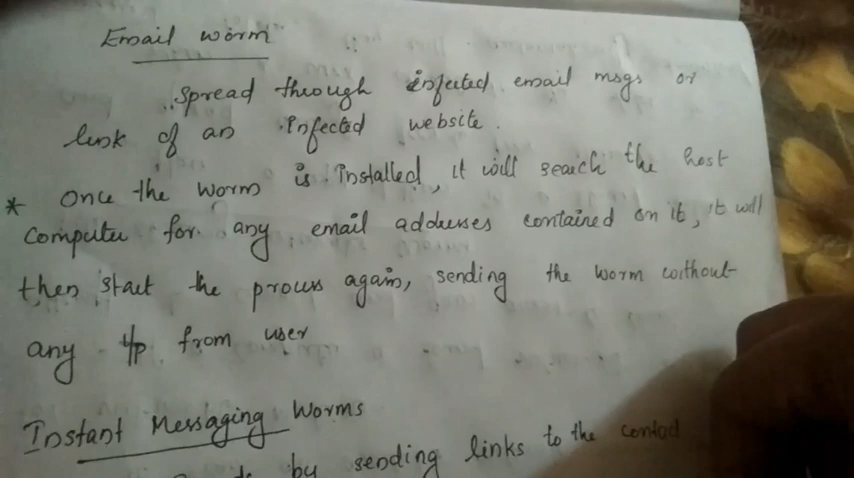 Email worm
Spread through infected email msgs or
link of an infected website.
* Once the worm is installed, it will search the host
computer for any email addresses contained on it, it will
then start the process again, sending the worm without
any i/p from user
Instant Messaging Worms
by sending links to the contact